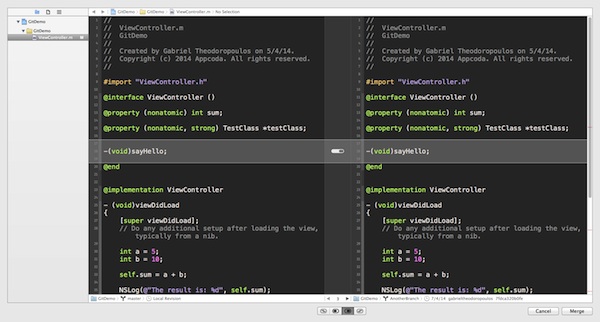 GitDemo
GitDemo
ViewController.m
GitDemo GitDemo ViewController.m No Selection
//
// ViewController.m
// GitDemo
//
// Created by Gabriel Theodoropoulos on 5/4/14.
// Copyright (c) 2014 Appcoda. All rights reserved.
//
#import "ViewController.h"
@interface ViewController ()
@property (nonatomic) int sum;
@property (nonatomic, strong) TestClass *testClass;
-(void)sayHello;
@end
@implementation ViewController
- (void)viewDidLoad
{
[super viewDidLoad];
// Do any additional setup after loading the view,
typically from a nib.
int a = 5;
int b = 10;
self.sum = a + b;
NSLog(@"The result is: %d", self.sum);
GitDemo master Local Revision
//
// ViewController.m
// GitDemo
//
// Created by Gabriel Theodoropoulos on 5/4/14.
// Copyright (c) 2014 Appcoda. All rights reserved.
//
#import "ViewController.h"
@interface ViewController ()
@property (nonatomic) int sum;
@property (nonatomic, strong) TestClass *testClass;
-(void)sayHello;
@end
@implementation ViewController
- (void)viewDidLoad
{
[super viewDidLoad];
// Do any additional setup after loading the view,
typically from a nib.
int a = 5;
int b = 10;
self.sum = a + b;
NSLog(@"The result is: %d", self.sum);
GitDemo AnotherBranch 7/4/14 gabrieltheodoropoulos
Cancel Merge